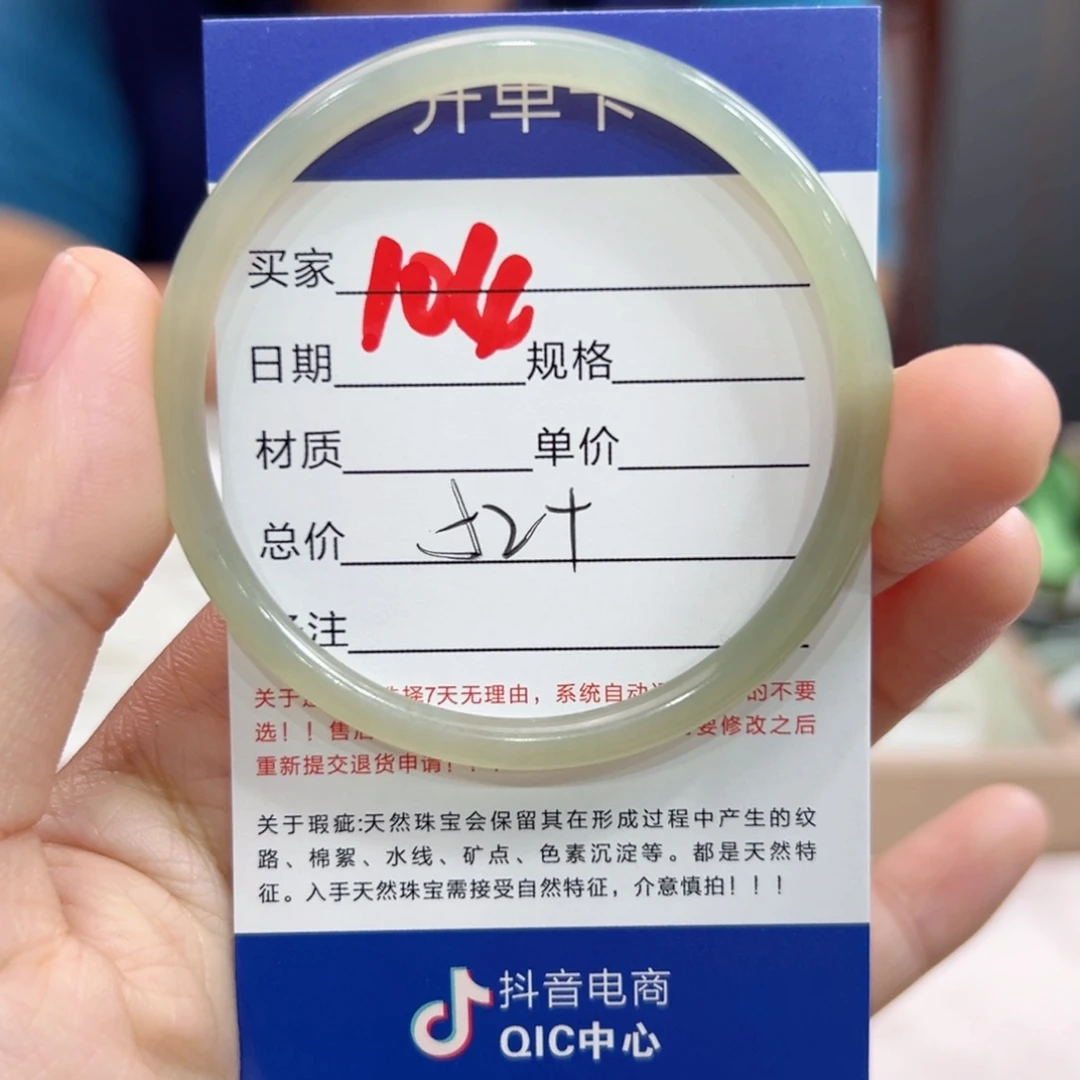 开单卡
买家 104
日期 规格
材质 单价
总价
注
关于 选择7天无理由，系统自动 的不要
选！！售后 要修改之后
重新提交退货申请！
关于瑕疵:天然珠宝会保留其在形成过程中产生的纹
路、棉絮、水线、矿点、色素沉淀等。都是天然特
征。入手天然珠宝需接受自然特征，介意慎拍！！！
抖音电商
QIC中心